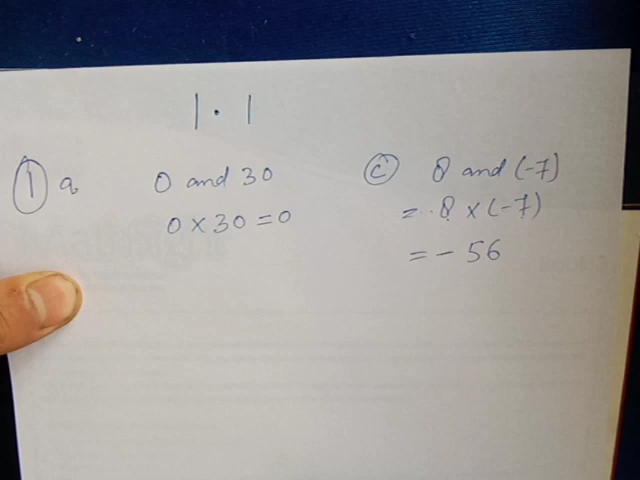 1.1
① a 0 and 30
0 × 30 = 0
ⓒ 8 and (-7)
= 8 × (-7)
= - 56